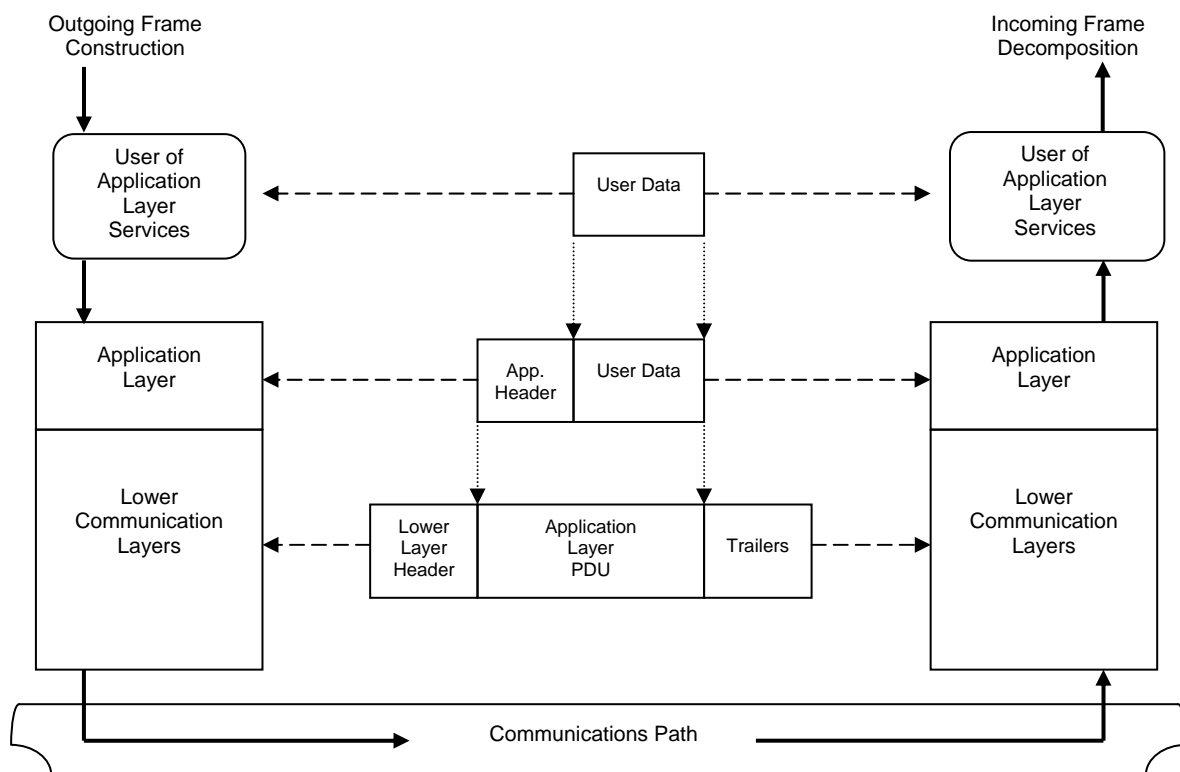 Outgoing Frame
Construction
Incoming Frame
Decomposition
User of
Application
Layer
Services
User Data
User of
Application
Layer
Services
Application
Layer
App.
Header
User Data
Application
Layer
Lower
Communication
Layers
Lower
Layer
Header
Application
Layer
PDU
Trailers
Lower
Communication
Layers
Communications Path